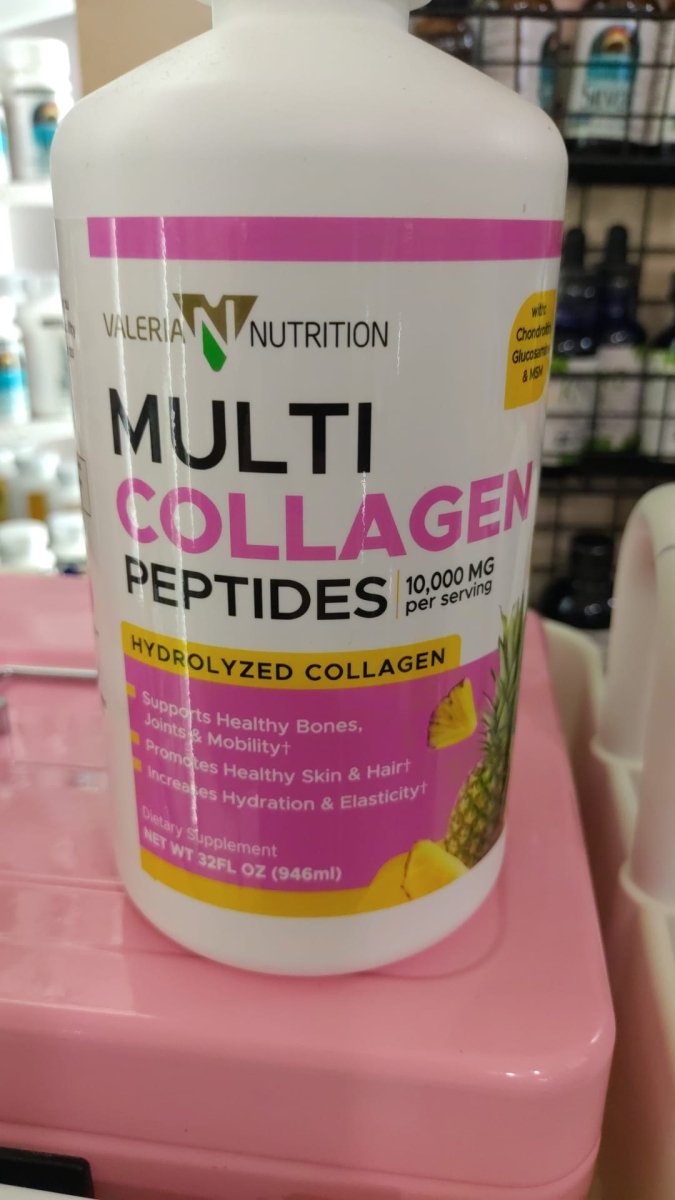 VALERIA N NUTRITION
with
Chondroitin
Glucosamine
& MSM
MULTI
COLLAGEN
PEPTIDES
10,000 MG
per serving
HYDROLYZED COLLAGEN
Supports Healthy Bones,
Joints & Mobility†
Promotes Healthy Skin & Hair†
Increases Hydration & Elasticity†
Dietary Supplement
NET WT 32FL OZ (946ml)